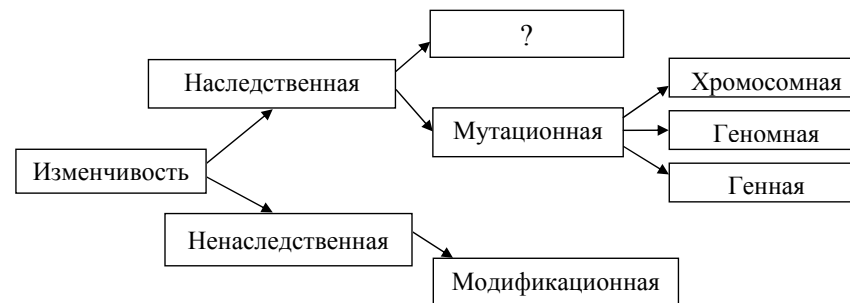 ?
Наследственная
Хромосомная
Мутационная
Геномная
Изменчивость
Генная
Ненаследственная
Модификационная